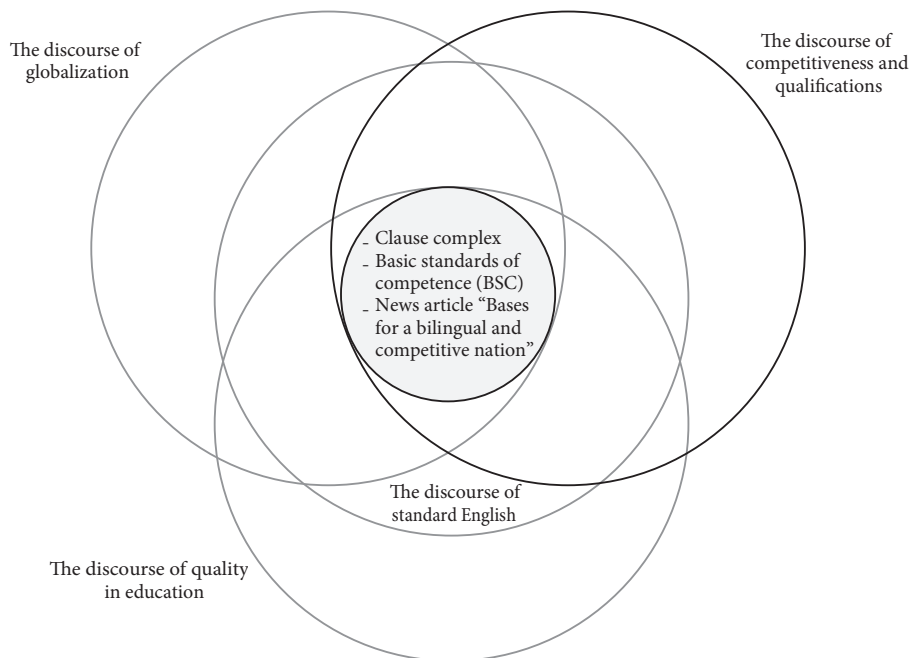 The discourse of
globalization
The discourse of
competitiveness and
qualifications
- Clause complex
- Basic standards of
competence (BSC)
- News article “Bases
for a bilingual and
competitive nation”
The discourse of
standard English
The discourse of quality
in education